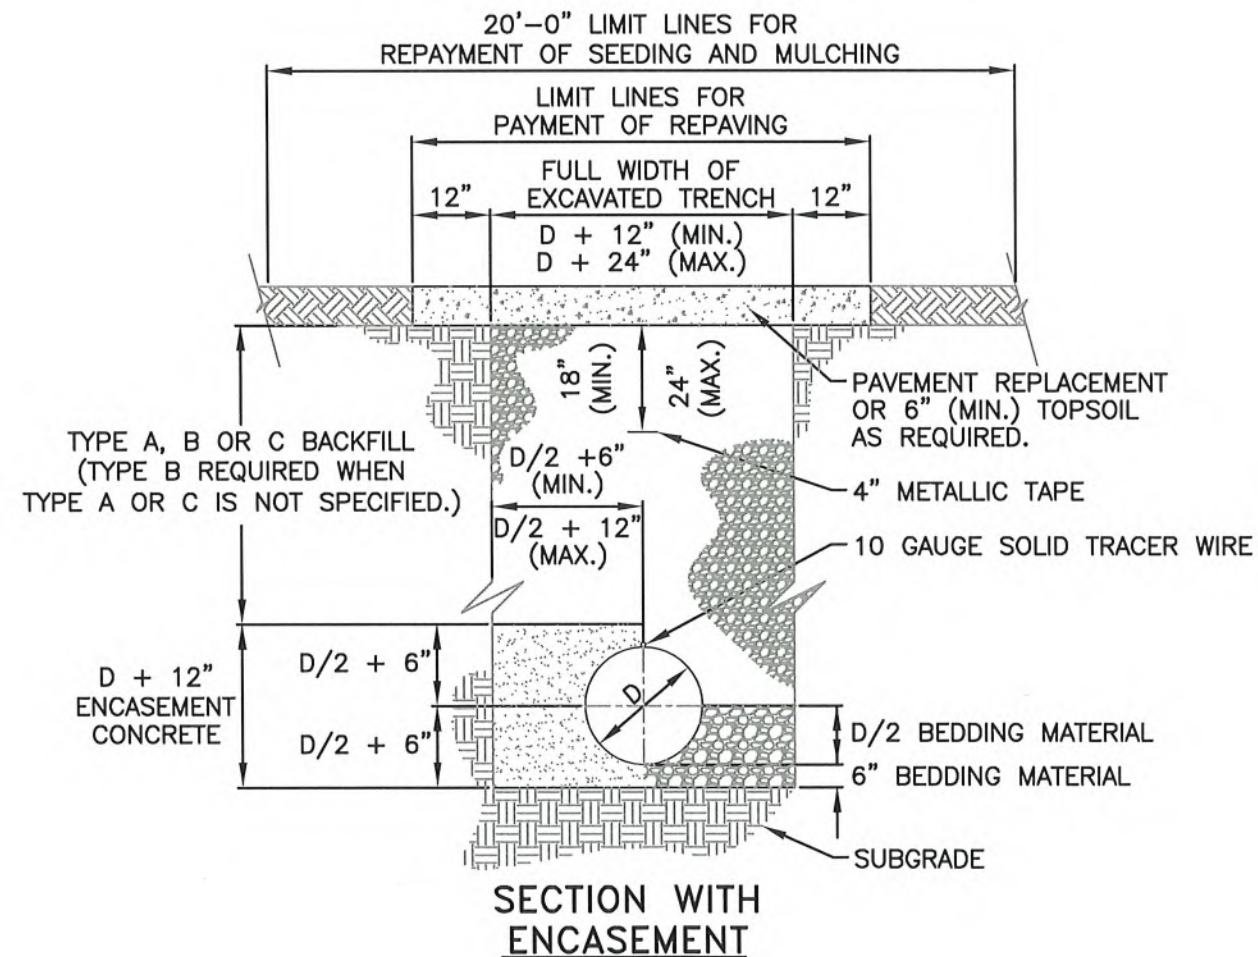 20'-0" LIMIT LINES FOR
REPAYMENT OF SEEDING AND MULCHING
LIMIT LINES FOR
PAYMENT OF REPAVING
FULL WIDTH OF
EXCAVATED TRENCH
12"
12"
D + 12" (MIN.)
D + 24" (MAX.)
18"
(MIN.)
24"
(MAX.)
PAVEMENT REPLACEMENT
OR 6" (MIN.) TOPSOIL
AS REQUIRED.
TYPE A, B OR C BACKFILL
(TYPE B REQUIRED WHEN
TYPE A OR C IS NOT SPECIFIED.)
D/2 +6"
(MIN.)
D/2 + 12"
(MAX.)
4" METALLIC TAPE
10 GAUGE SOLID TRACER WIRE
D + 12"
ENCASEMENT
CONCRETE
D/2 + 6"
D/2 + 6"
D
D/2 BEDDING MATERIAL
6" BEDDING MATERIAL
SUBGRADE
SECTION WITH
ENCASEMENT